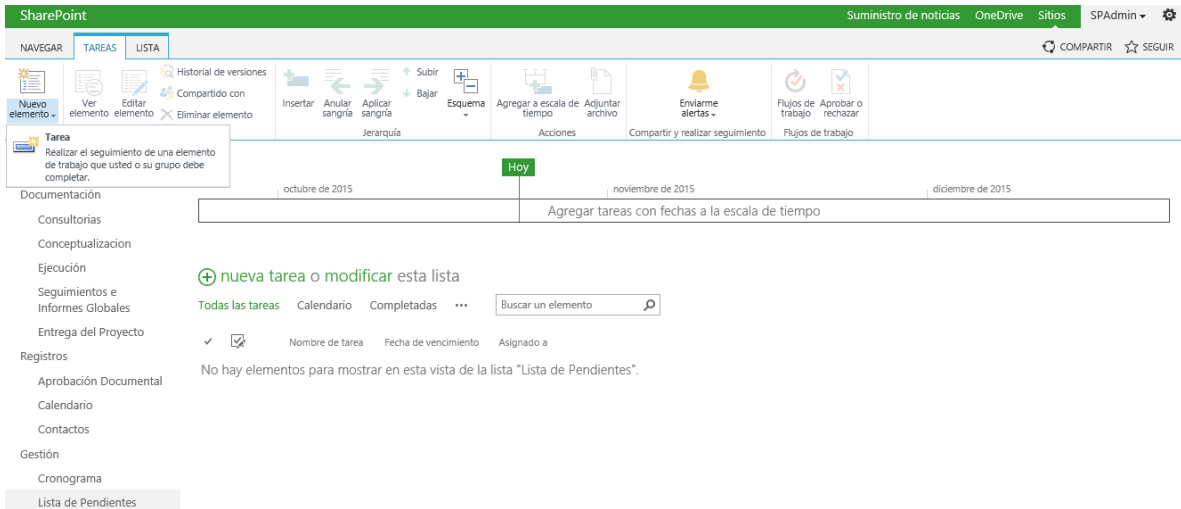 SharePoint
Suministro de noticias OneDrive Sitios SPAdmin
NAVEGAR TAREAS LISTA
COMPARTIR SEGUIR
Nuevo
elemento
Ver
elemento
Editar
elemento
Historial de versiones
Compartido con
Eliminar elemento
Insertar
Anular
sangría
Aplicar
sangría
Subir
Bajar
Esquema
Jerarquía
Agregar a escala de
tiempo
Adjuntar
archivo
Acciones
Enviarme
alertas
Compartir y realizar seguimiento
Flujos de
trabajo
Aprobar o
rechazar
Flujos de trabajo
Tarea
Realizar el seguimiento de una elemento
de trabajo que usted o su grupo debe
completar.
Documentación
Consultorias
Conceptualizacion
Ejecución
Seguimientos e
Informes Globales
Entrega del Proyecto
Registros
Aprobación Documental
Calendario
Contactos
Gestión
Cronograma
Lista de Pendientes
Hoy
octubre de 2015 noviembre de 2015 diciembre de 2015
Agregar tareas con fechas a la escala de tiempo
nueva tarea o modificar esta lista
Todas las tareas Calendario Completadas ••• Buscar un elemento
Nombre de tarea Fecha de vencimiento Asignado a
No hay elementos para mostrar en esta vista de la lista "Lista de Pendientes".